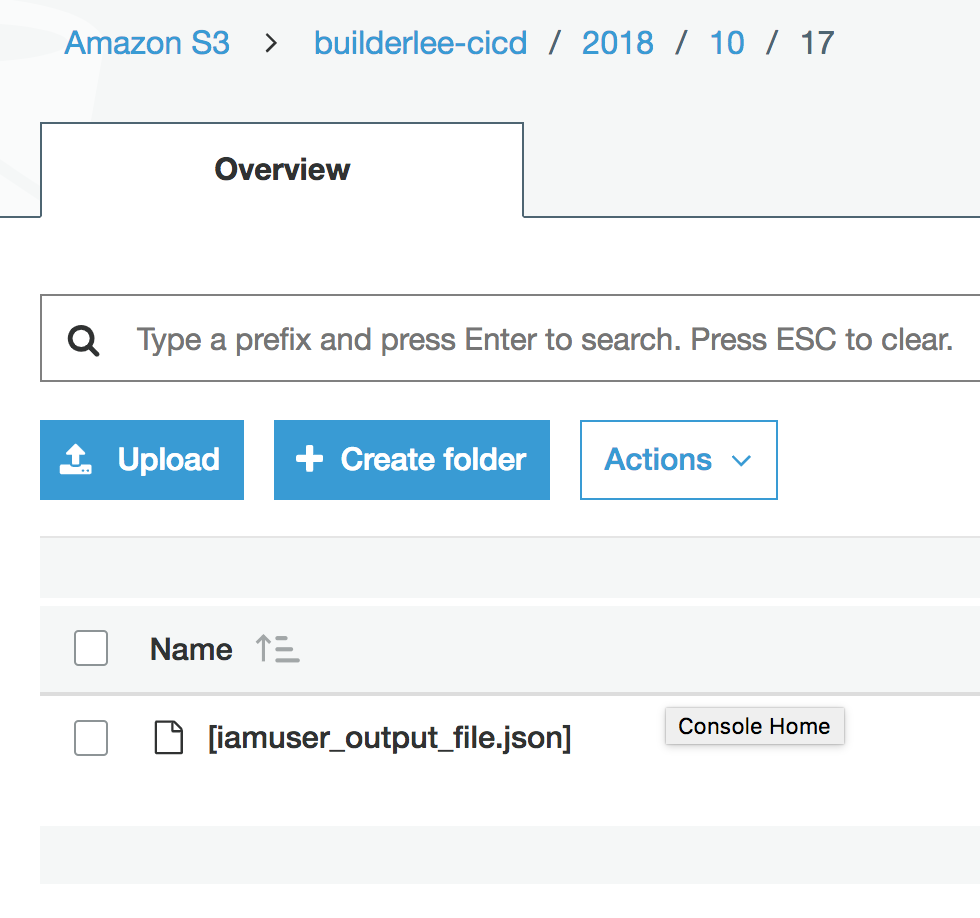 Amazon S3 > builderlee-cicd / 2018 / 10 / 17
Overview
Type a prefix and press Enter to search. Press ESC to clear.
Upload Create folder Actions
Name
[iamuser_output_file.json]
Console Home